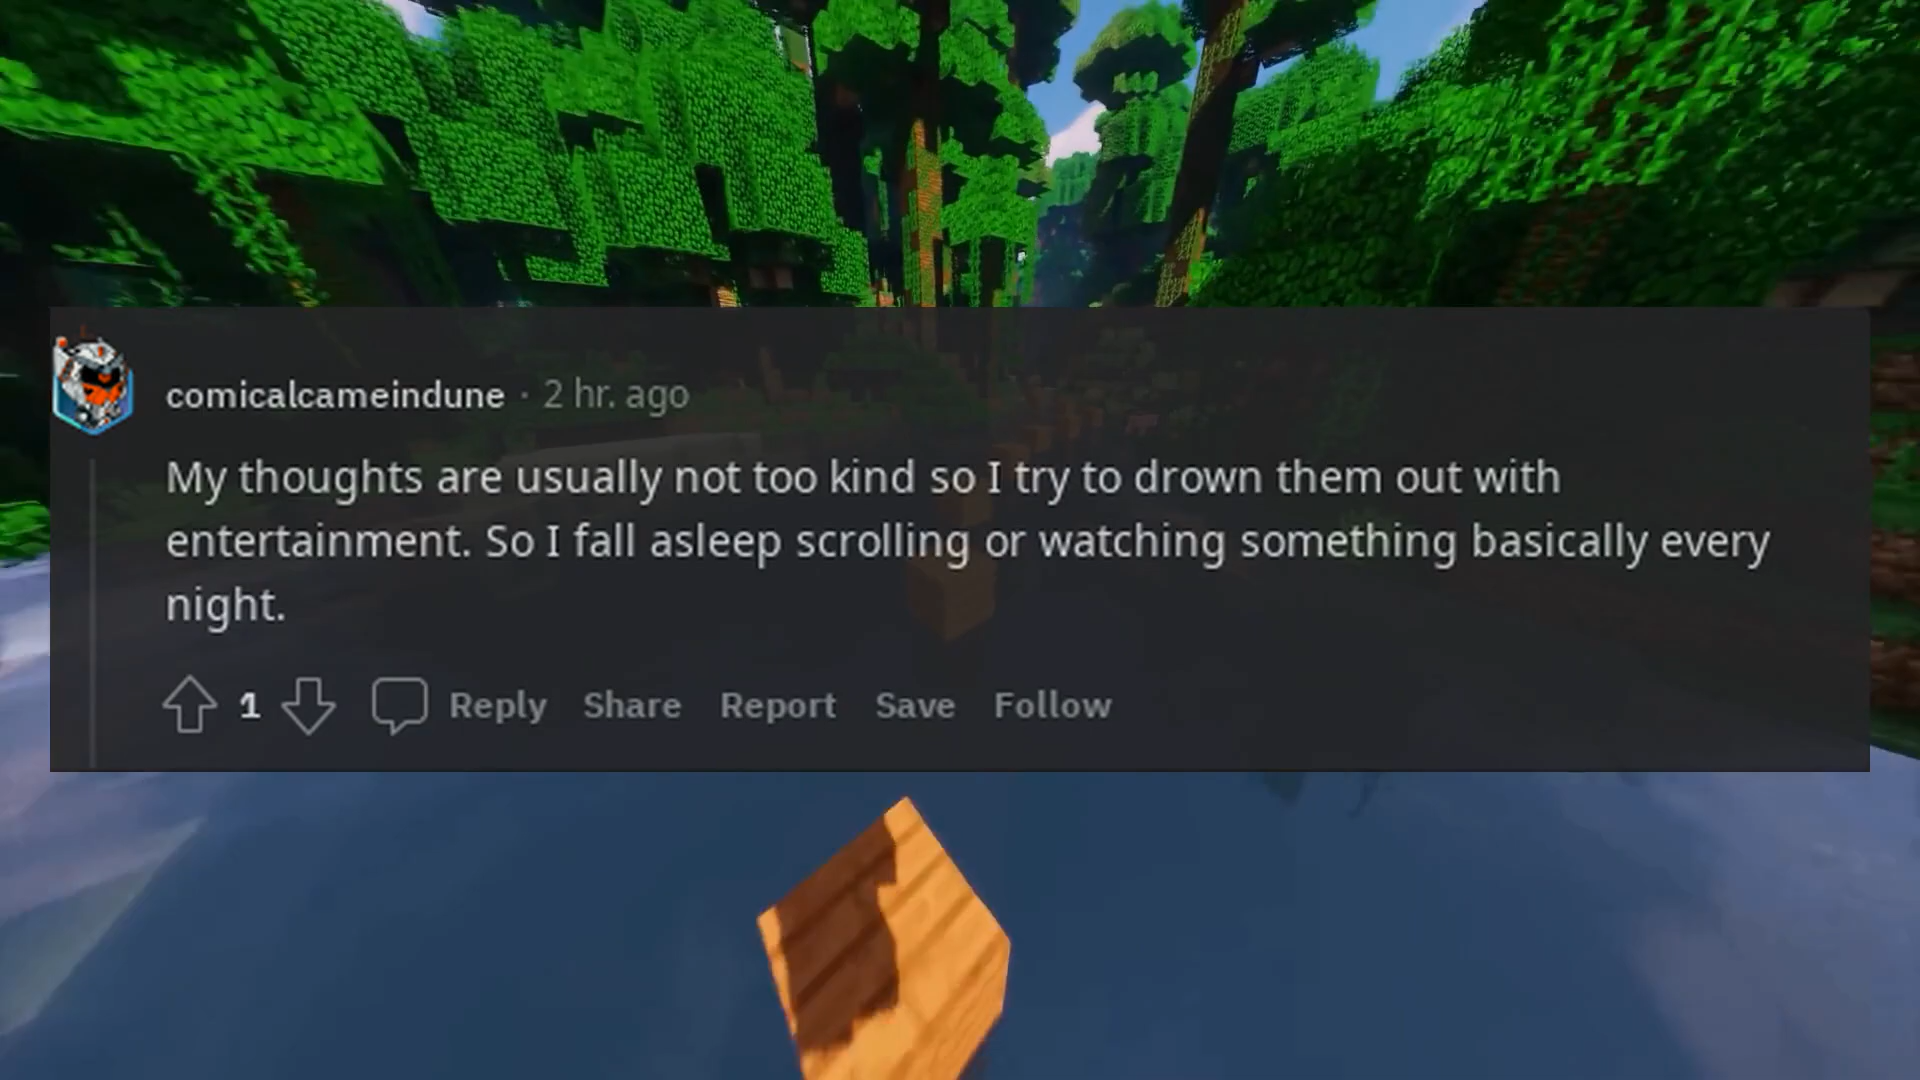 comicalcameindune · 2 hr. ago
My thoughts are usually not too kind so I try to drown them out with
entertainment. So I fall asleep scrolling or watching something basically every
night.
1 Reply Share Report Save Follow